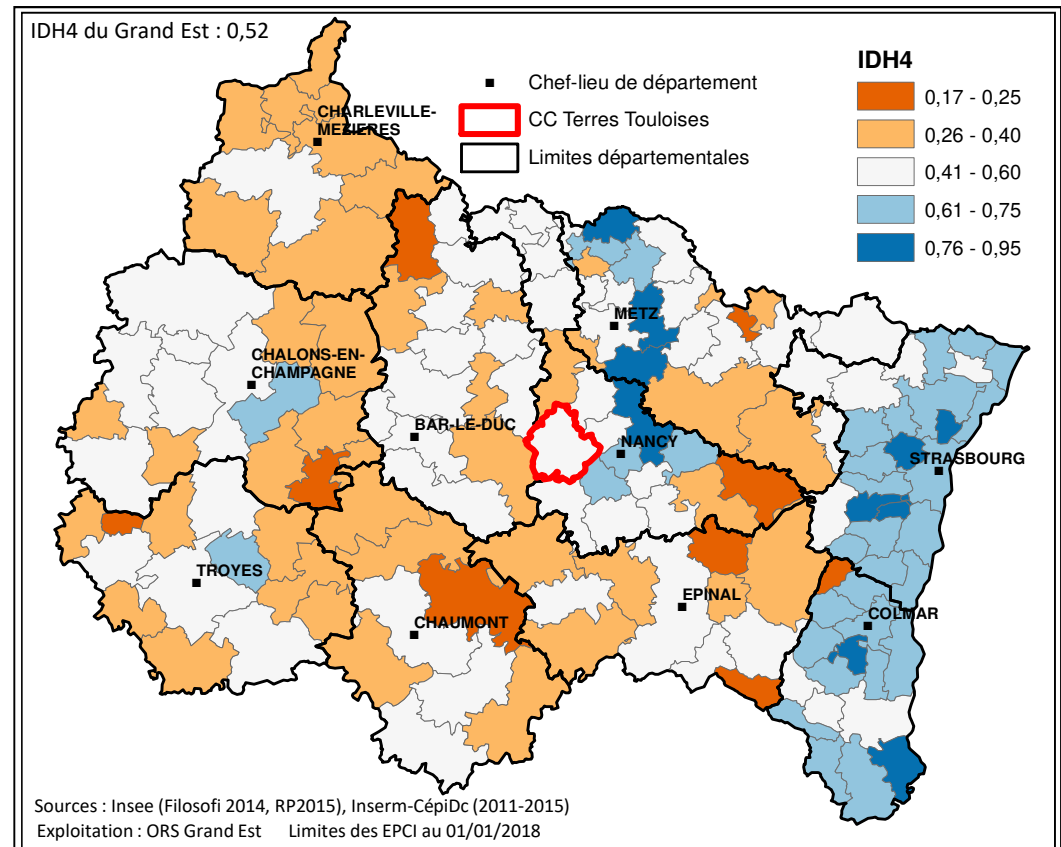 IDH4 du Grand Est : 0,52
IDH4
Chef-lieu de département
CC Terres Touloises
Limites départementales
0,17 - 0,25
0,26 - 0,40
0,41 - 0,60
0,61 - 0,75
0,76 - 0,95
CHARLEVILLE-
MEZIERES
METZ
CHALONS-EN-
CHAMPAGNE
BAR-LE-DUC
NANCY
STRASBOURG
TROYES
EPINAL
CHAUMONT
COLMAR
Sources : Insee (Filosofi 2014, RP2015), Inserm-CépiDc (2011-2015)
Exploitation : ORS Grand Est Limites des EPCI au 01/01/2018